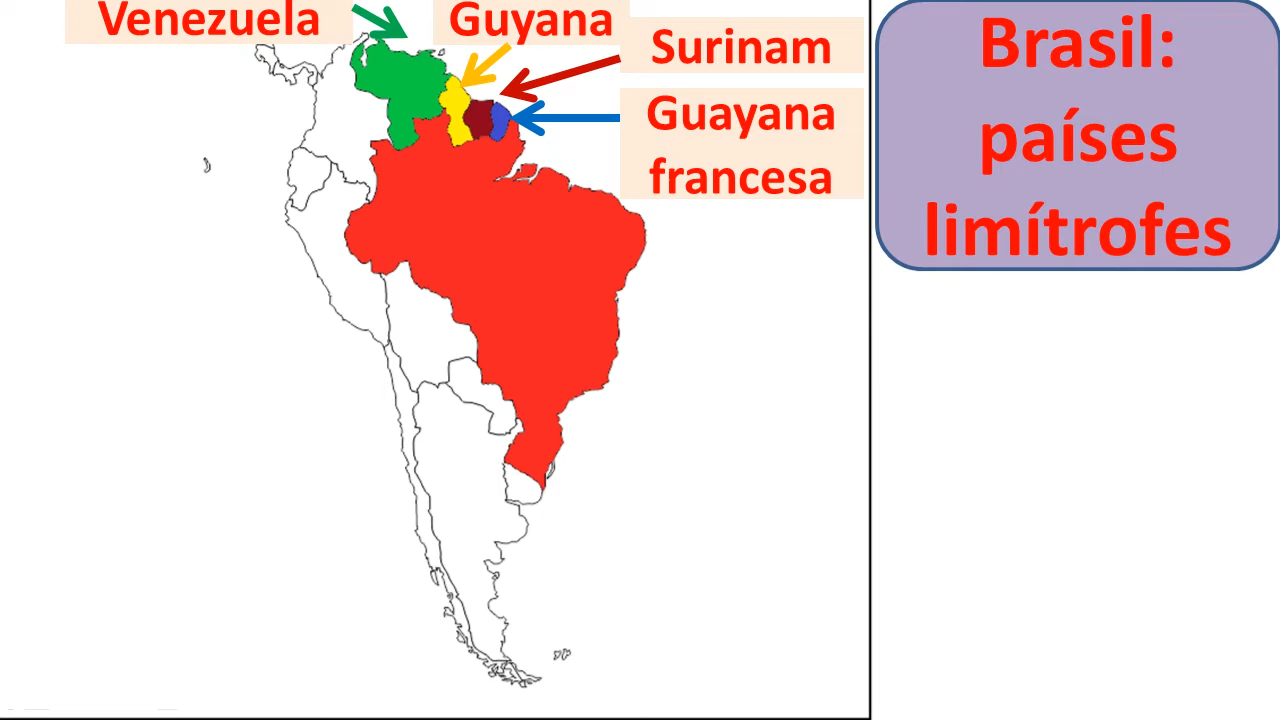 Venezuela
Guyana
Surinam
Guayana
francesa
Brasil:
países
limítrofes